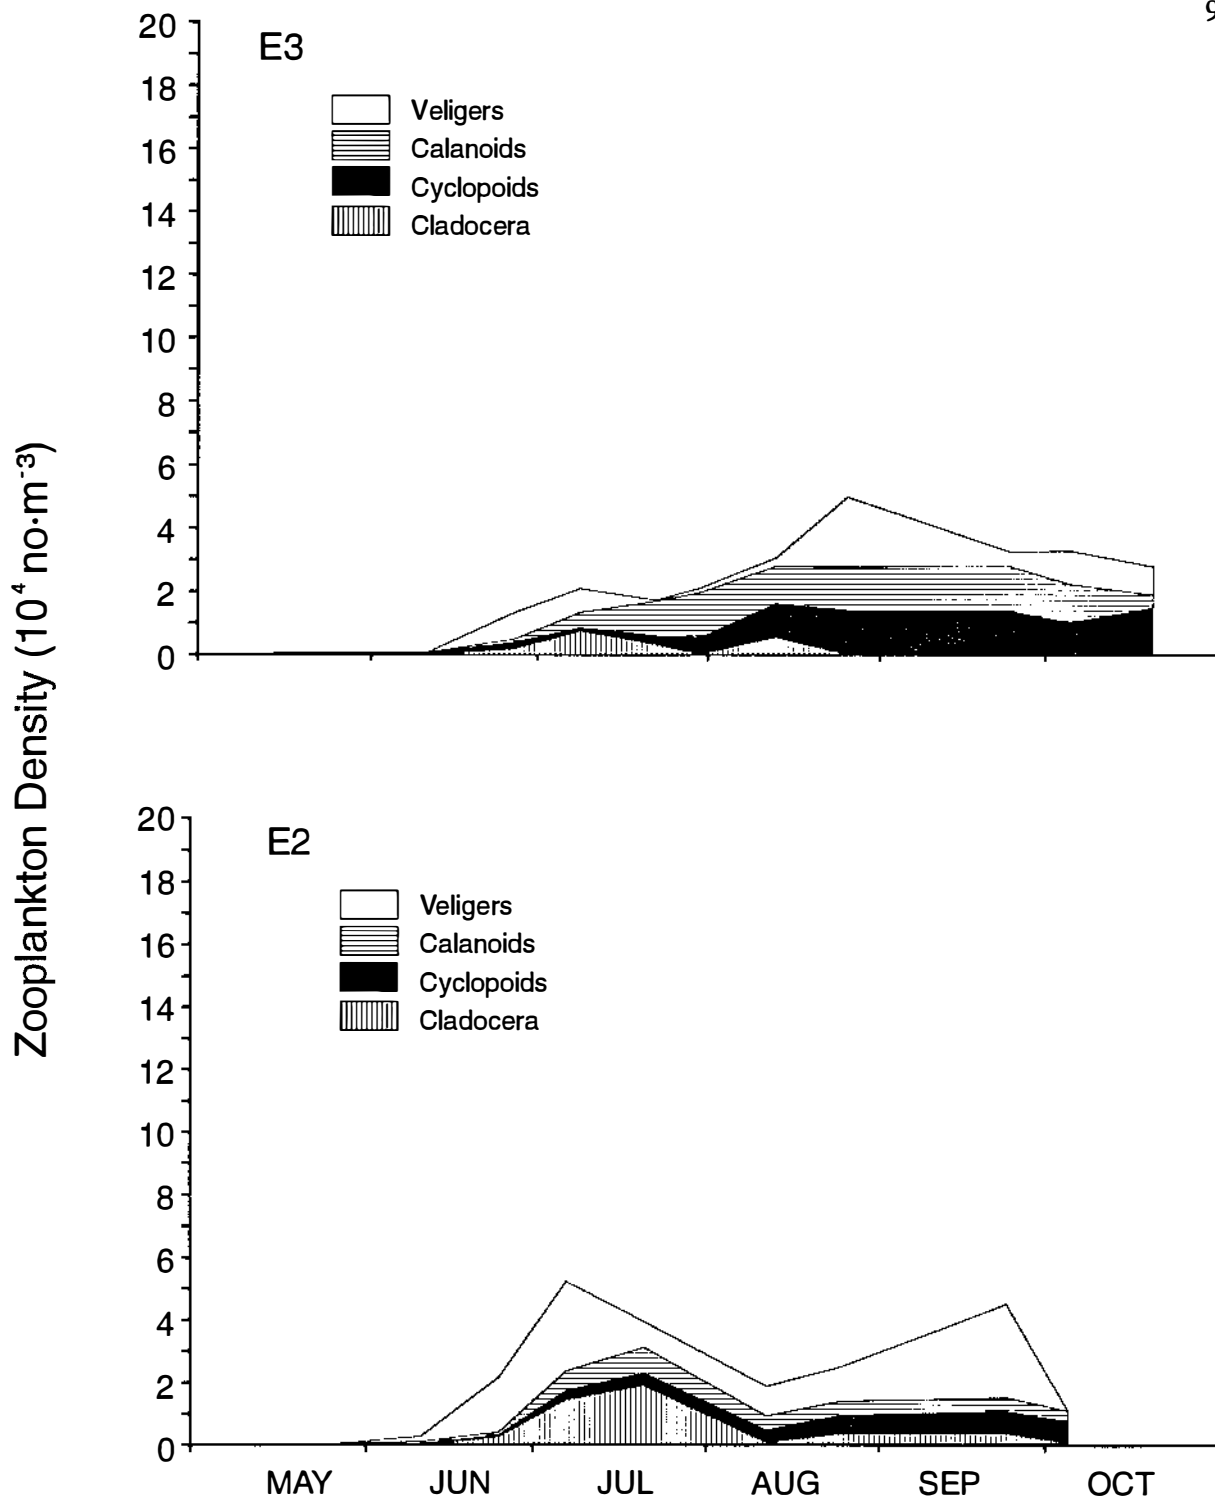 9
20
E3
18
Veligers
16
Calanoids
Cyclopoids
14
Cladocera
12
10
8
6
4
2
0
Zooplankton Density (10⁴ no·m⁻³)
20
E2
18
Veligers
16
Calanoids
Cyclopoids
14
Cladocera
12
10
8
6
4
2
0
MAY JUN JUL AUG SEP OCT